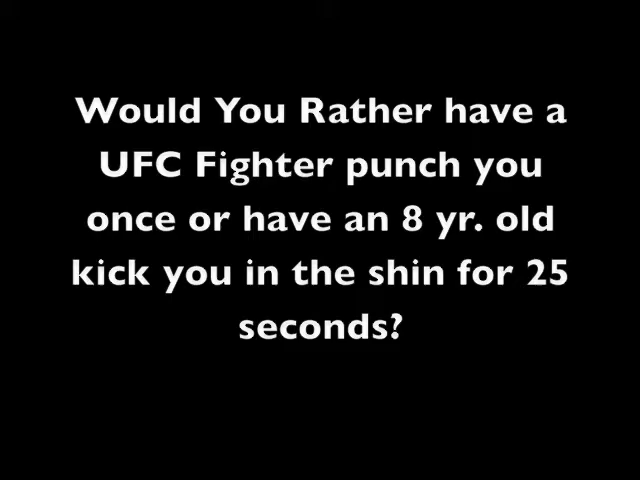 Would You Rather have a
UFC Fighter punch you
once or have an 8 yr. old
kick you in the shin for 25
seconds?